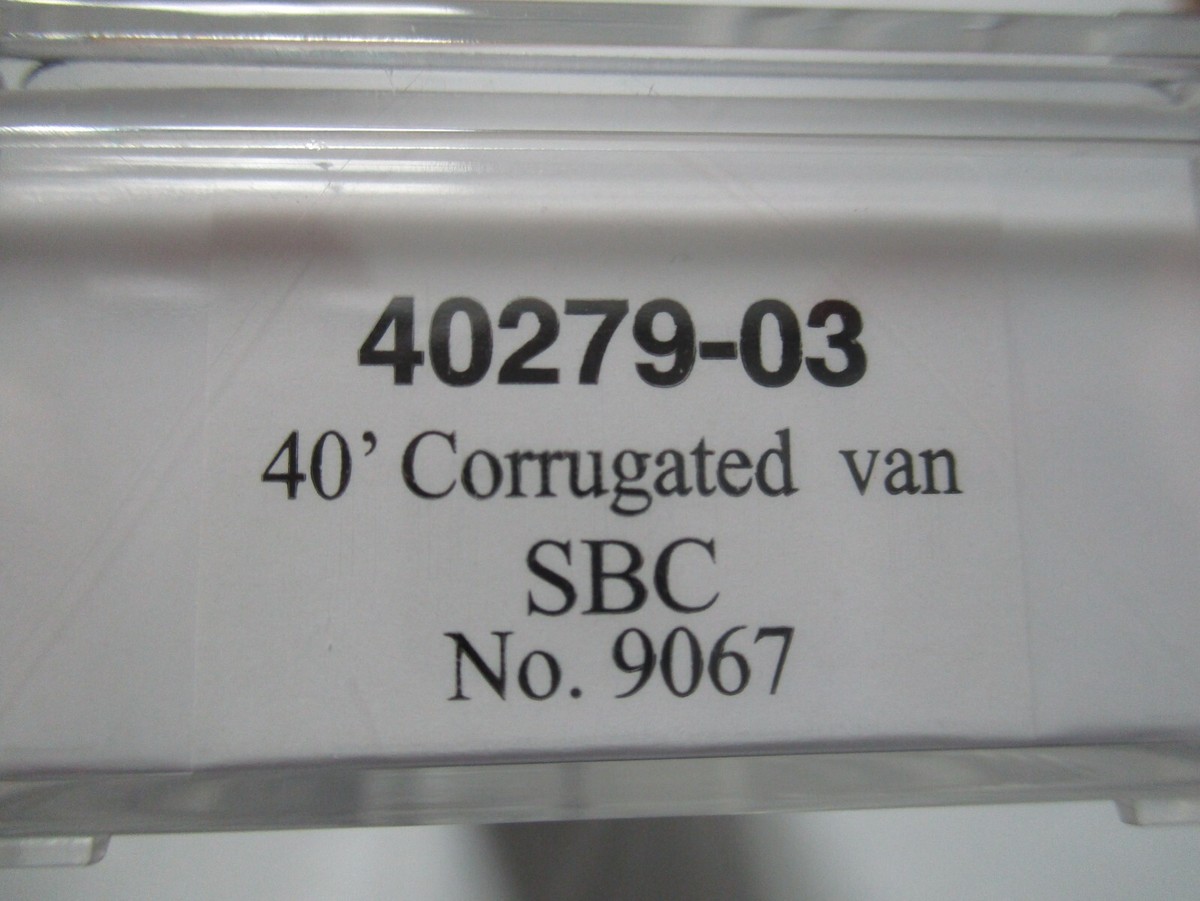 40279-03
40’ Corrugated van
SBC
No. 9067